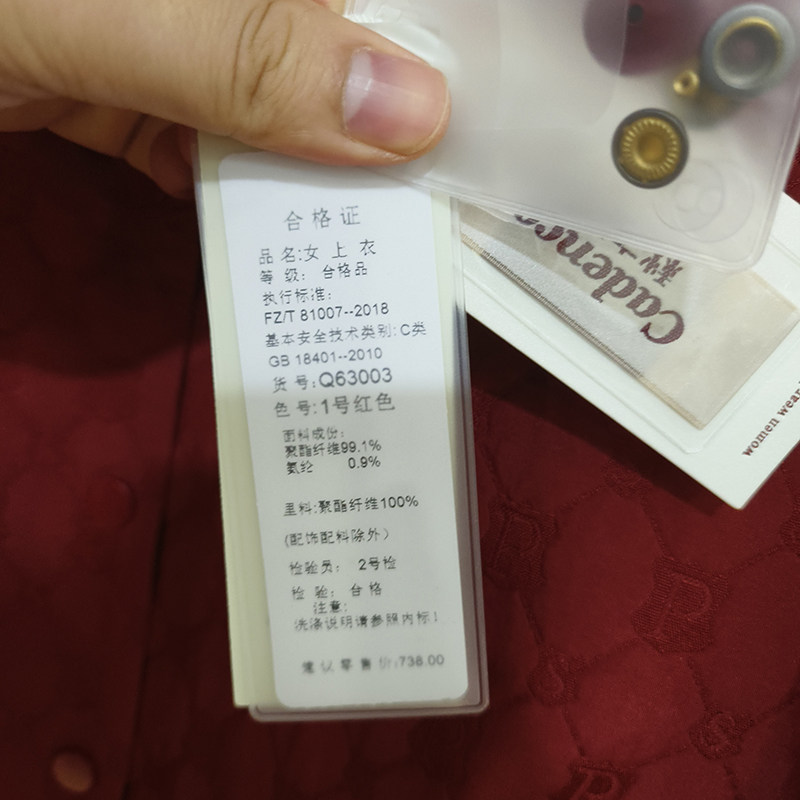 合格证
品 名:女 上 衣
等 级： 合格品
执行标准：
FZ/T 81007--2018
基本安全技术类别:C类
GB 18401--2010
货 号:Q63003
色 号:1号红色
面料成份：
聚酯纤维99.1%
氨纶 0.9%
里料:聚酯纤维100%
(配饰配料除外)
检验员： 2号检
检 验： 合 格
注意：
洗涤说明请参照内标！
建 议 零 售 价:738.00
Cadence
women wear